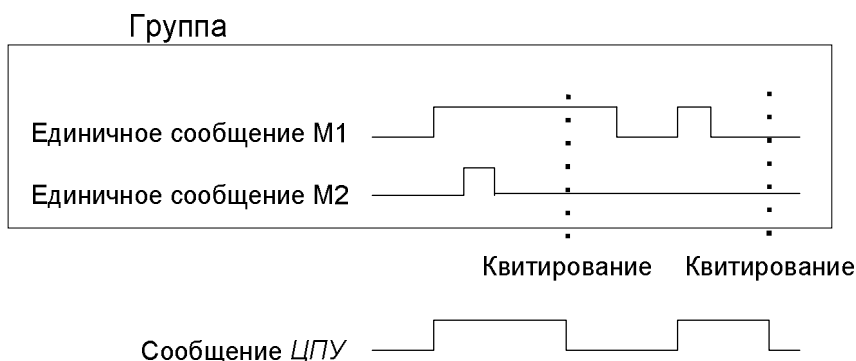 Группа
Единичное сообщение M1
Единичное сообщение M2
Квитирование Квитирование
Сообщение ЦПУ